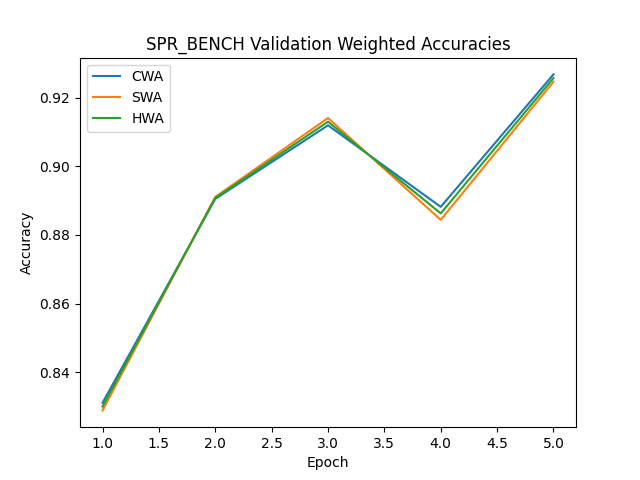 SPR_BENCH Validation Weighted Accuracies
CWA
SWA
HWA
Accuracy
0.92
0.90
0.88
0.86
0.84
1.0 1.5 2.0 2.5 3.0 3.5 4.0 4.5 5.0
Epoch